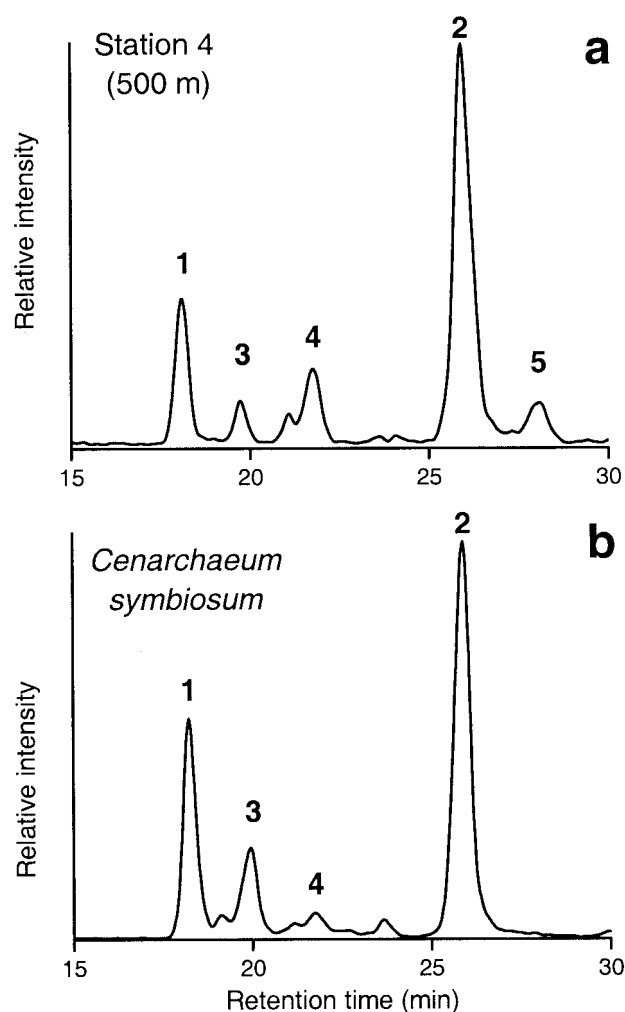 Station 4
(500 m)
a
2
1
3
4
5
Relative intensity
15
20
25
30
Cenarchaeum
symbiosum
b
2
1
3
4
Relative intensity
15
20
25
30
Retention time (min)